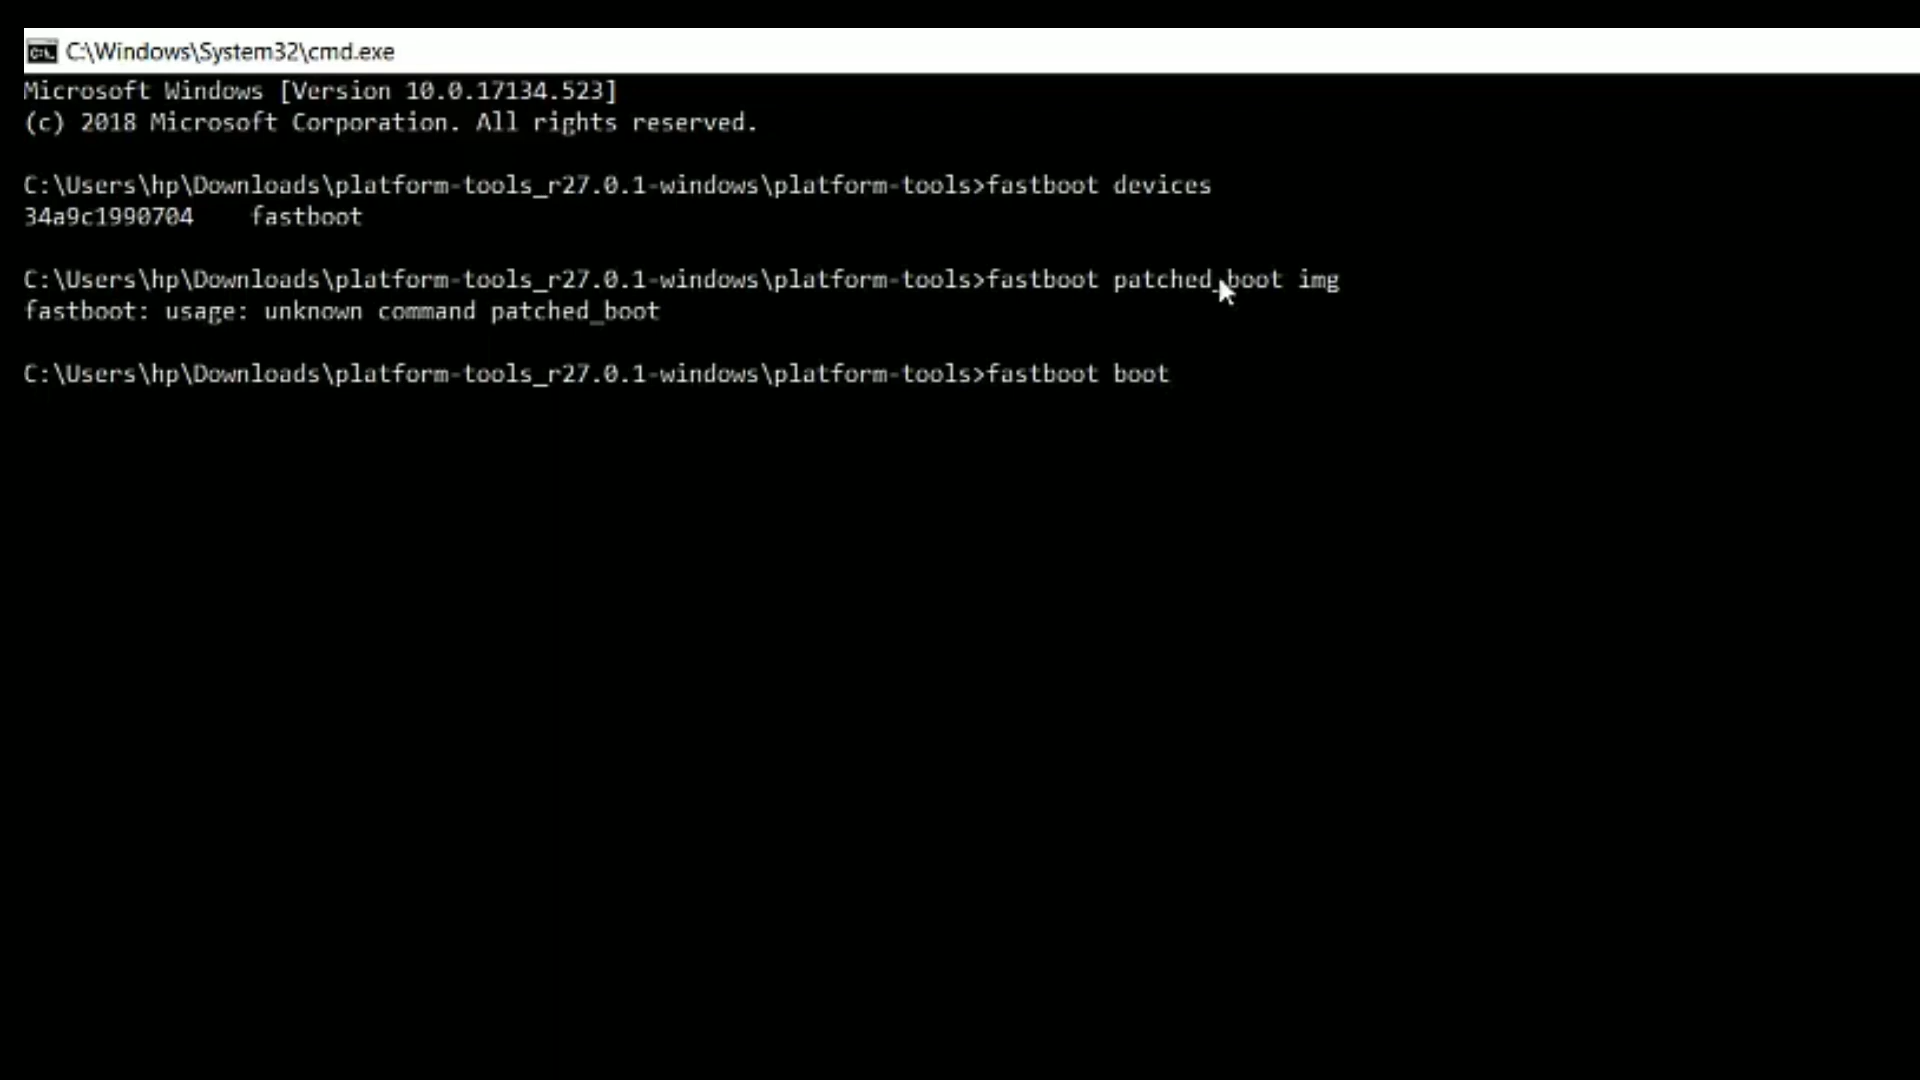 C:\Windows\System32\cmd.exe
Microsoft Windows [Version 10.0.17134.523]
(c) 2018 Microsoft Corporation. All rights reserved.
C:\Users\hp\Downloads\platform-tools_r27.0.1-windows\platform-tools>fastboot devices
34a9c1990704    fastboot
C:\Users\hp\Downloads\platform-tools_r27.0.1-windows\platform-tools>fastboot patched_boot img
fastboot: usage: unknown command patched_boot
C:\Users\hp\Downloads\platform-tools_r27.0.1-windows\platform-tools>fastboot boot